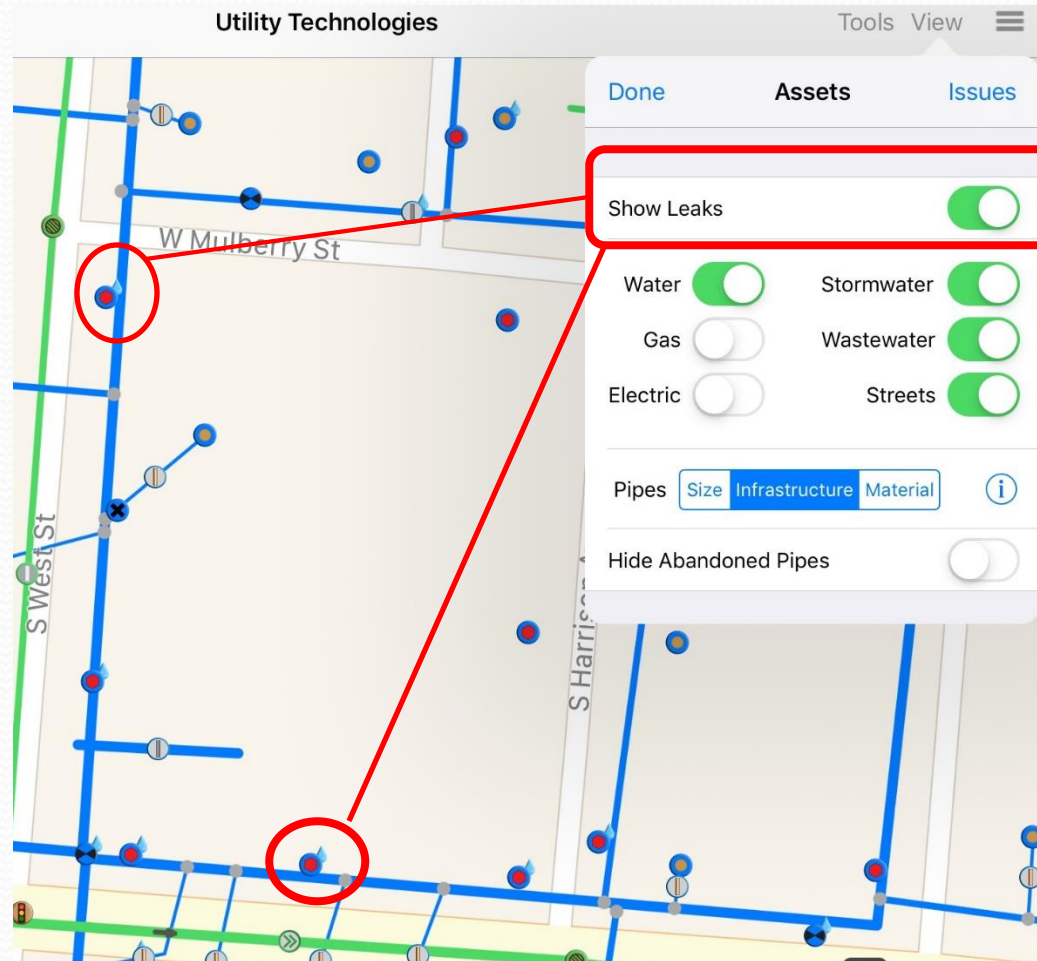 Utility Technologies
Tools View
Done Assets Issues
Show Leaks
Water Stormwater
Gas Wastewater
Electric Streets
Pipes Size Infrastructure Material i
Hide Abandoned Pipes
W Mulberry St
S West St
S Harrison